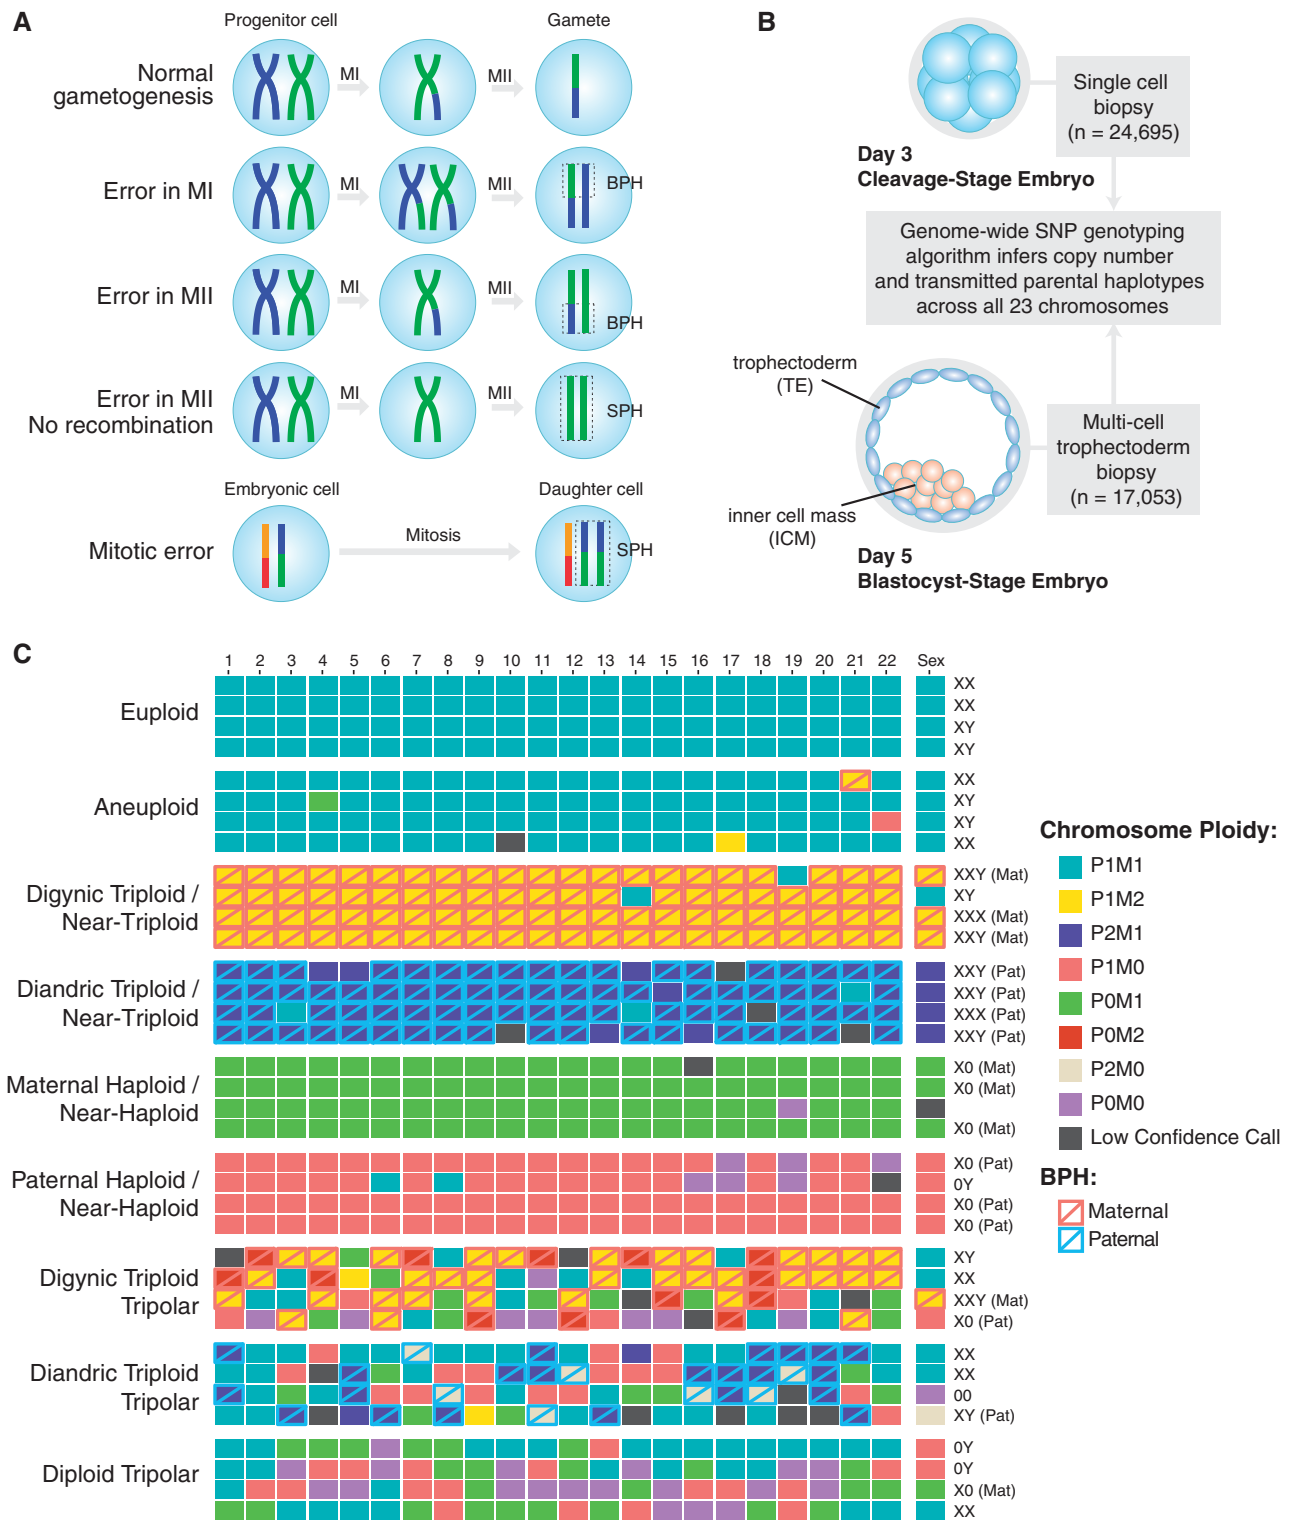 A
Progenitor cell
Gamete
Normal
gametogenesis
MI
MII
Error in MI
MI
MII
BPH
Error in MII
MI
MII
BPH
Error in MII
No recombination
MI
MII
SPH
Embryonic cell
Daughter cell
Mitotic error
Mitosis
SPH
B
Single cell
biopsy
(n = 24,695)
Day 3
Cleavage-Stage Embryo
Genome-wide SNP genotyping
algorithm infers copy number
and transmitted parental haplotypes
across all 23 chromosomes
trophectoderm
(TE)
Multi-cell
trophectoderm
biopsy
(n = 17,053)
inner cell mass
(ICM)
Day 5
Blastocyst-Stage Embryo
C
1 2 3 4 5 6 7 8 9 10 11 12 13 14 15 16 17 18 19 20 21 22 Sex
Euploid
XX
XX
XY
XY
Aneuploid
XX
XY
XY
XX
Digynic Triploid /
Near-Triploid
XXY (Mat)
XY
XXX (Mat)
XXY (Mat)
Diandric Triploid /
Near-Triploid
XXY (Pat)
XXY (Pat)
XXX (Pat)
XXY (Pat)
Maternal Haploid /
Near-Haploid
X0 (Mat)
X0 (Mat)
X0 (Mat)
Paternal Haploid /
Near-Haploid
X0 (Pat)
0Y
X0 (Pat)
X0 (Pat)
Digynic Triploid
Tripolar
XY
XX
XXY (Mat)
X0 (Pat)
Diandric Triploid
Tripolar
XX
XX
00
XY (Pat)
Diploid Tripolar
0Y
0Y
X0 (Mat)
XX
Chromosome Ploidy:
P1M1
P1M2
P2M1
P1M0
P0M1
P0M2
P2M0
P0M0
Low Confidence Call
BPH:
Maternal
Paternal